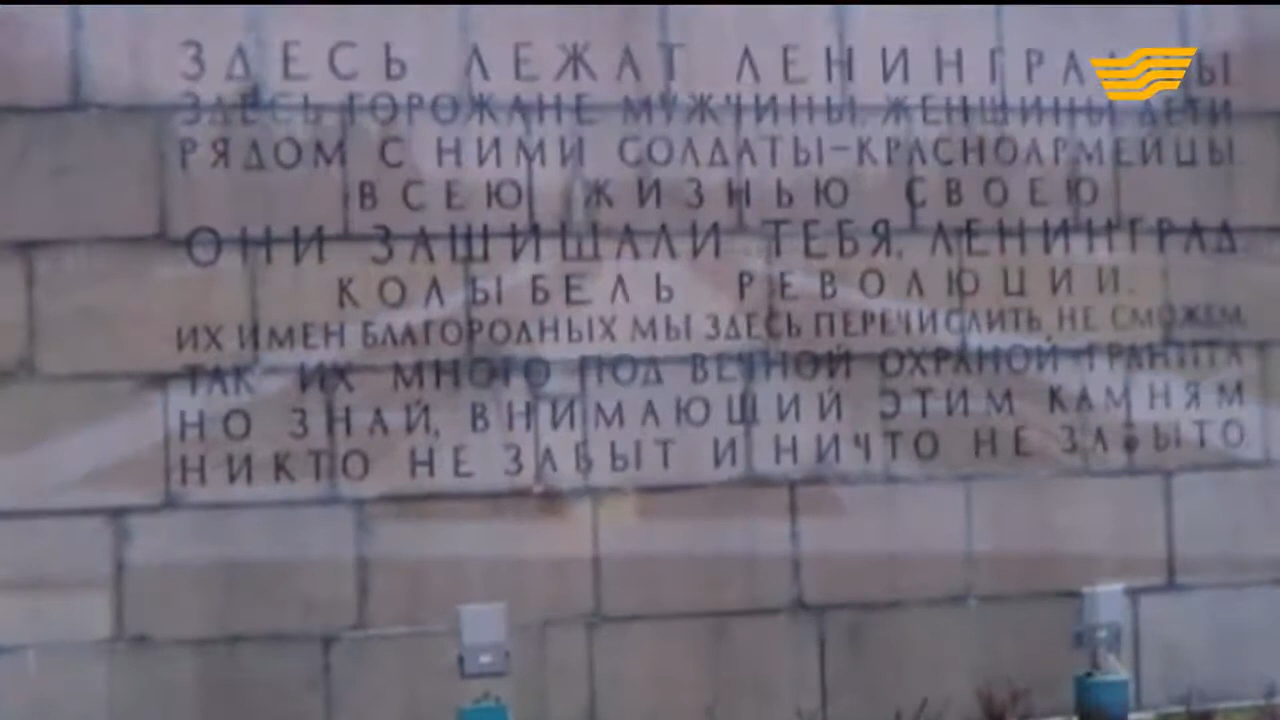 ЗДЕСЬ ЛЕЖАТ ЛЕНИНГРАДЦЫ
ЗДЕСЬ ГОРОЖАНЕ МУЖЧИНЫ, ЖЕНЩИНЫ, ДЕТИ
РЯДОМ С НИМИ СОЛДАТЫ-КРАСНОАРМЕЙЦЫ.
ВСЕЮ ЖИЗНЬЮ СВОЕЮ
ОНИ ЗАЩИЩАЛИ ТЕБЯ, ЛЕНИНГРАД,
КОЛЫБЕЛЬ РЕВОЛЮЦИИ.
ИХ ИМЕН БЛАГОРОДНЫХ МЫ ЗДЕСЬ ПЕРЕЧИСЛИТЬ НЕ СМОЖЕМ,
ТАК ИХ МНОГО ПОД ВЕЧНОЙ ОХРАНОЙ ГРАНИТА
НО ЗНАЙ, ВНИМАЮЩИЙ ЭТИМ КАМНЯМ
НИКТО НЕ ЗАБЫТ И НИЧТО НЕ ЗАБЫТО.